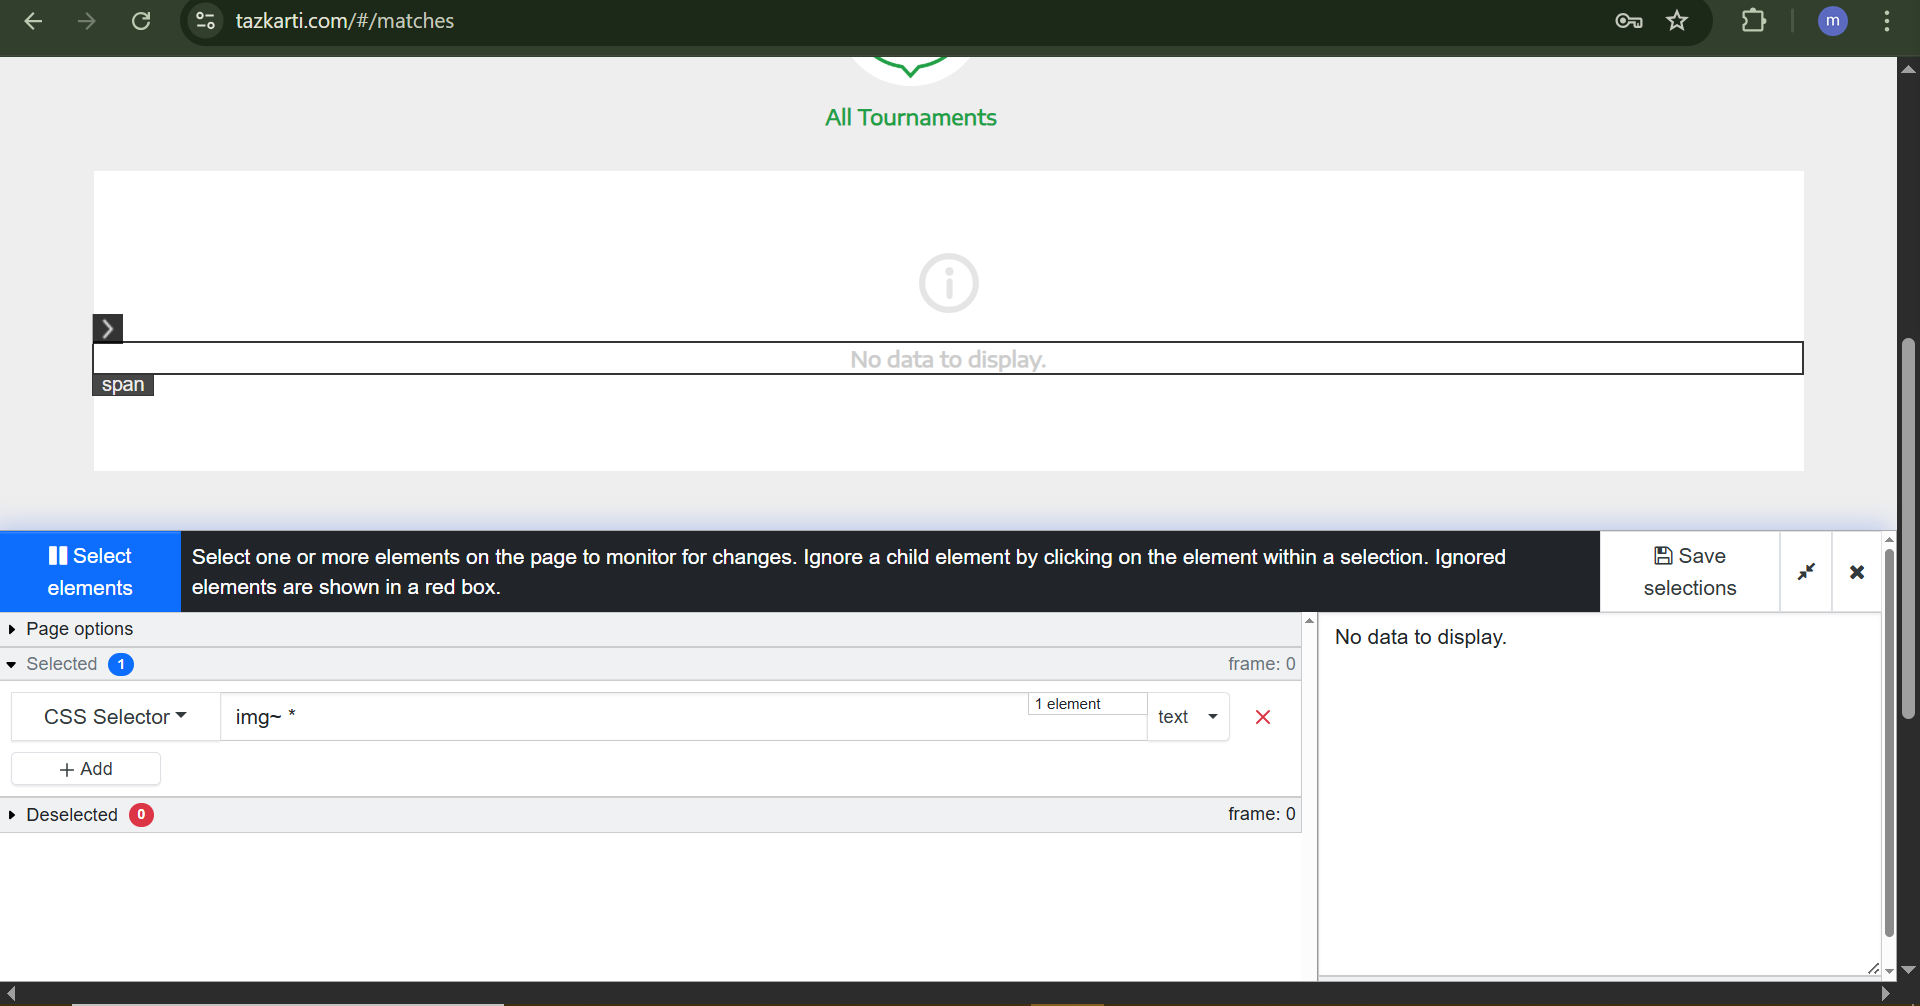 tazkarti.com/#/matches
m
All Tournaments
No data to display.
span
Select elements
Select one or more elements on the page to monitor for changes. Ignore a child element by clicking on the element within a selection. Ignored
elements are shown in a red box.
Save
selections
Page options
Selected 1 frame: 0
No data to display.
CSS Selector img~ * 1 element text
+ Add
Deselected 0 frame: 0